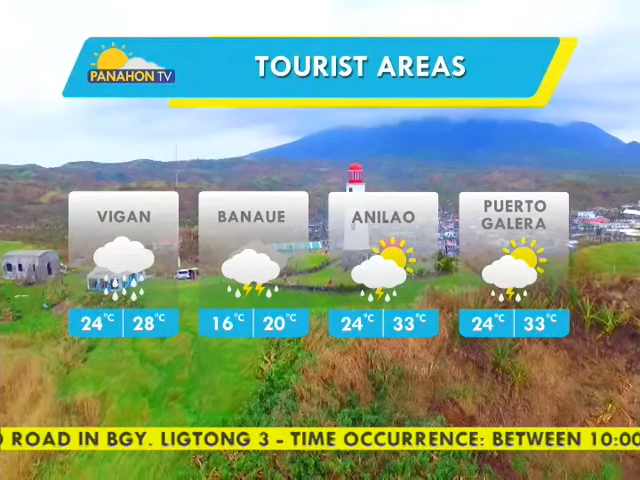 PANAHON TV
TOURIST AREAS
VIGAN
24°C 28°C
BANAUE
16°C 20°C
ANILAO
24°C 33°C
PUERTO
GALERA
24°C 33°C
ROAD IN BGY. LIGTONG 3 - TIME OCCURRENCE: BETWEEN 10:00